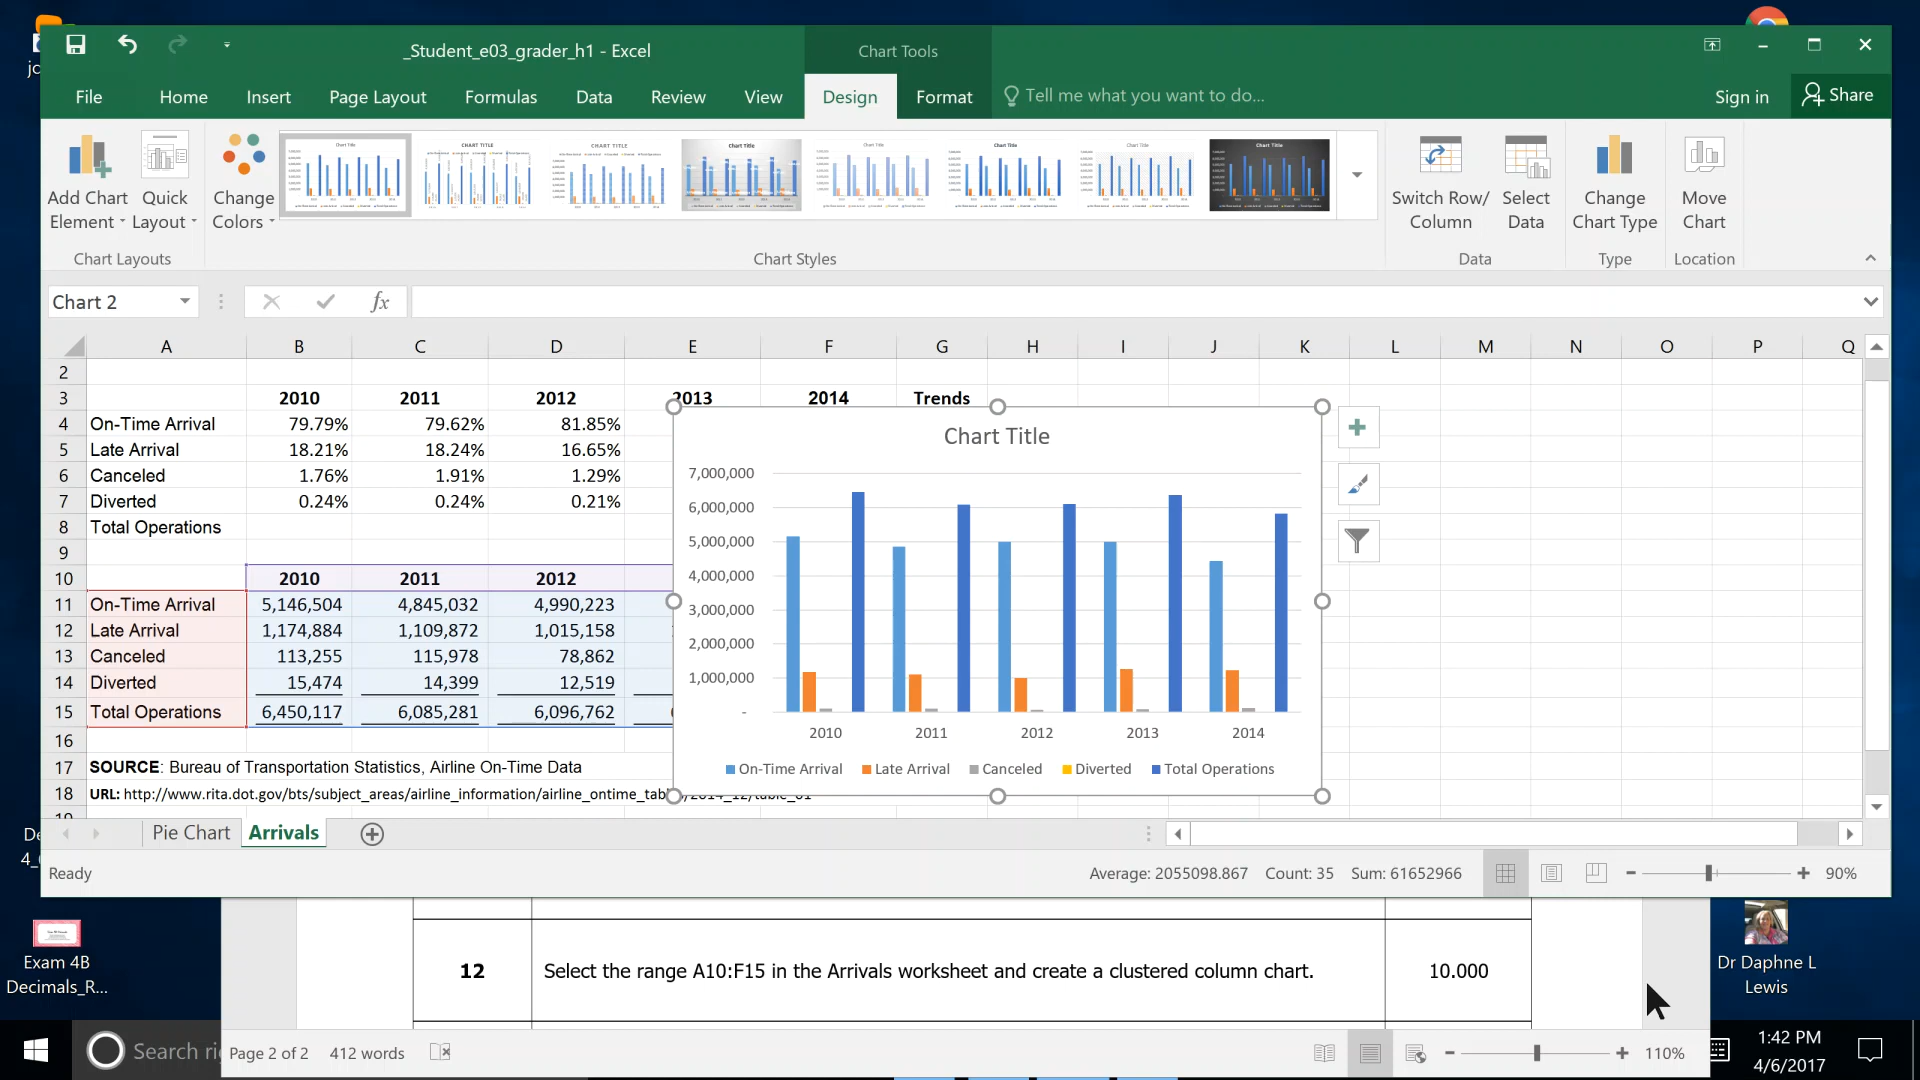 _Student_e03_grader_h1 - Excel
Chart Tools
File Home Insert Page Layout Formulas Data Review View Design Format Tell me what you want to do... Sign in Share
Add Chart Element
Quick Layout
Change Colors
Switch Row/ Column
Select Data
Change Chart Type
Move Chart
Chart Layouts
Chart Styles
Data
Type
Location
Chart 2
fx
A B C D E F G H I J K L M N O P Q
2
3 2010 2011 2012 2013 2014 Trends
4 On-Time Arrival 79.79% 79.62% 81.85%
5 Late Arrival 18.21% 18.24% 16.65%
6 Canceled 1.76% 1.91% 1.29%
7 Diverted 0.24% 0.24% 0.21%
8 Total Operations
9
10 2010 2011 2012
11 On-Time Arrival 5,146,504 4,845,032 4,990,223
12 Late Arrival 1,174,884 1,109,872 1,015,158
13 Canceled 113,255 115,978 78,862
14 Diverted 15,474 14,399 12,519
15 Total Operations 6,450,117 6,085,281 6,096,762
16
17 SOURCE: Bureau of Transportation Statistics, Airline On-Time Data
18 URL: http://www.rita.dot.gov/bts/subject_areas/airline_information/airline_ontime_tab
Chart Title
7,000,000
6,000,000
5,000,000
4,000,000
3,000,000
2,000,000
1,000,000
-
2010 2011 2012 2013 2014
On-Time Arrival Late Arrival Canceled Diverted Total Operations
Pie Chart Arrivals
Ready
Average: 2055098.867 Count: 35 Sum: 61652966 90%
12 Select the range A10:F15 in the Arrivals worksheet and create a clustered column chart. 10.000
Exam 4B
Decimals_R...
Dr Daphne L
Lewis
Page 2 of 2 412 words 110%
Search
1:42 PM
4/6/2017